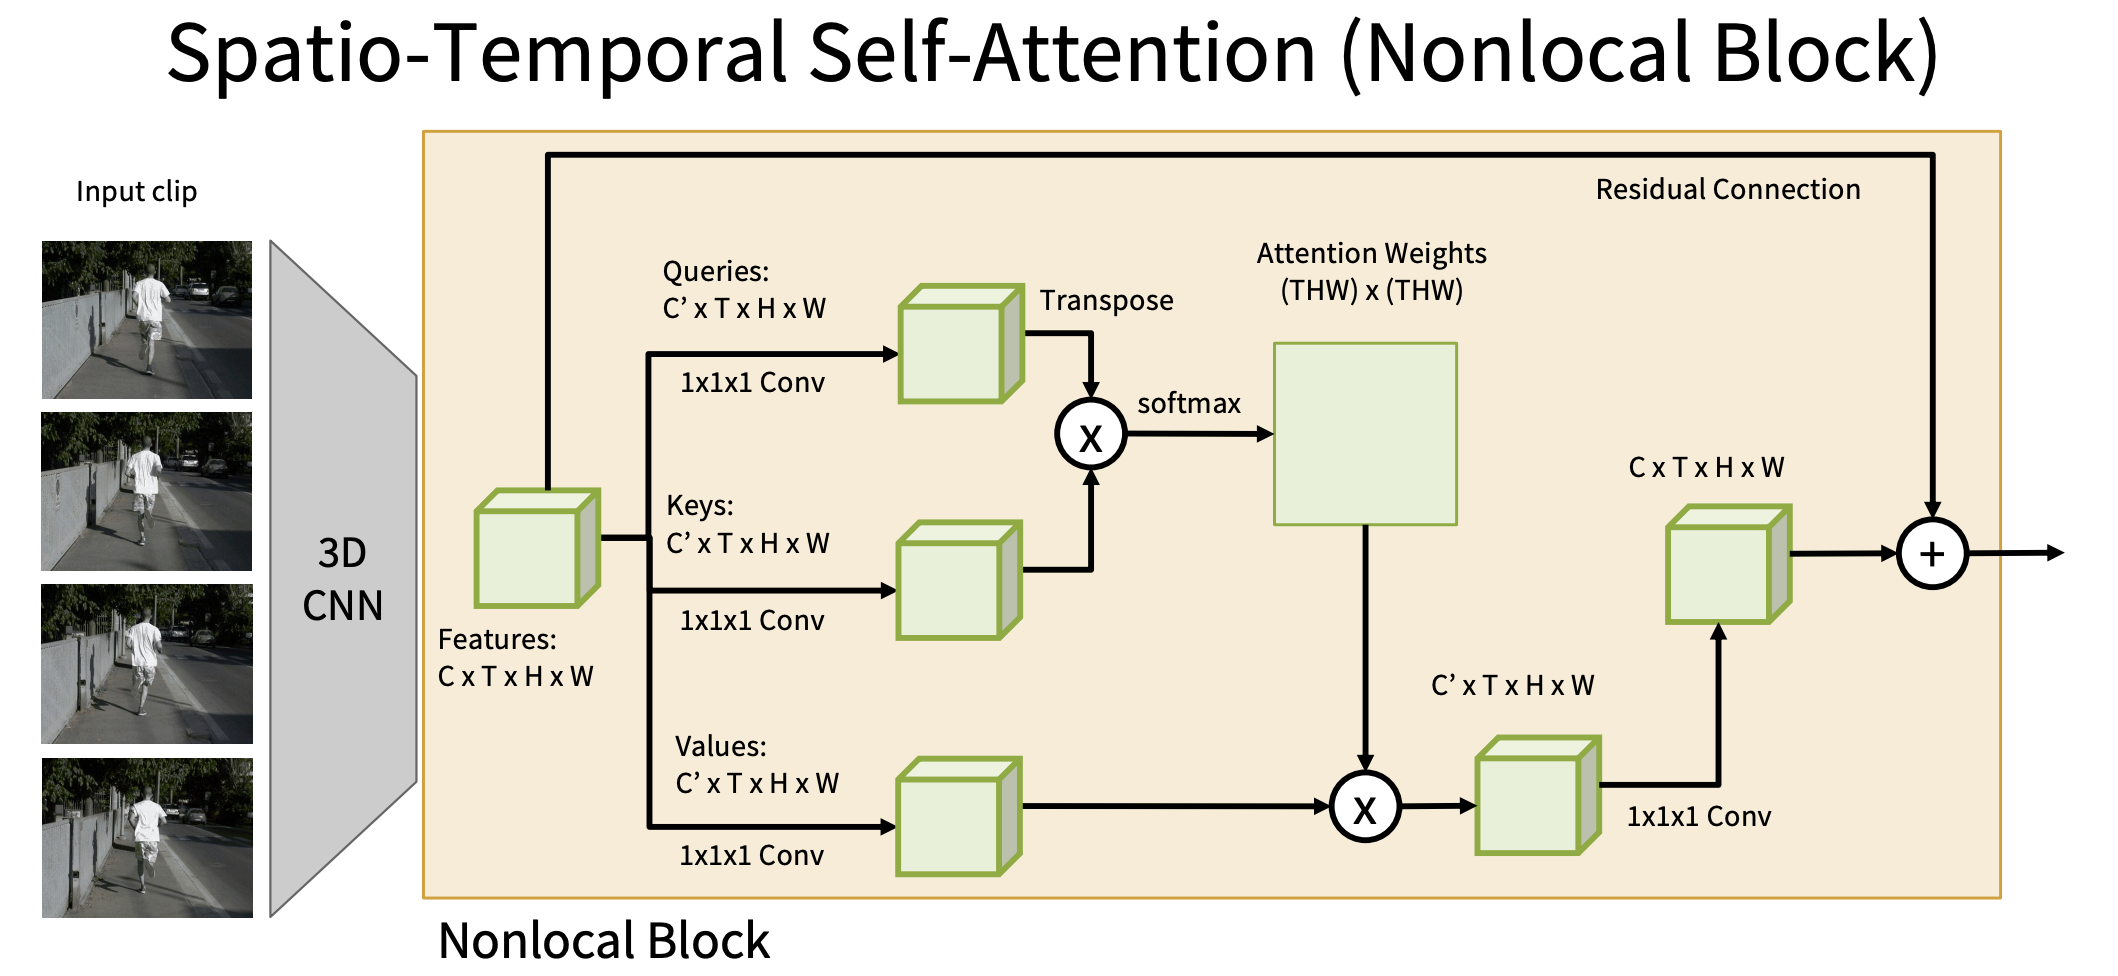 Spatio-Temporal Self-Attention (Nonlocal Block)
Input clip
3D
CNN
Features:
C x T x H x W
Queries:
C’ x T x H x W
1x1x1 Conv
Keys:
C’ x T x H x W
1x1x1 Conv
Values:
C’ x T x H x W
1x1x1 Conv
Transpose
X
softmax
Attention Weights
(THW) x (THW)
X
C’ x T x H x W
1x1x1 Conv
C x T x H x W
Residual Connection
+
Nonlocal Block